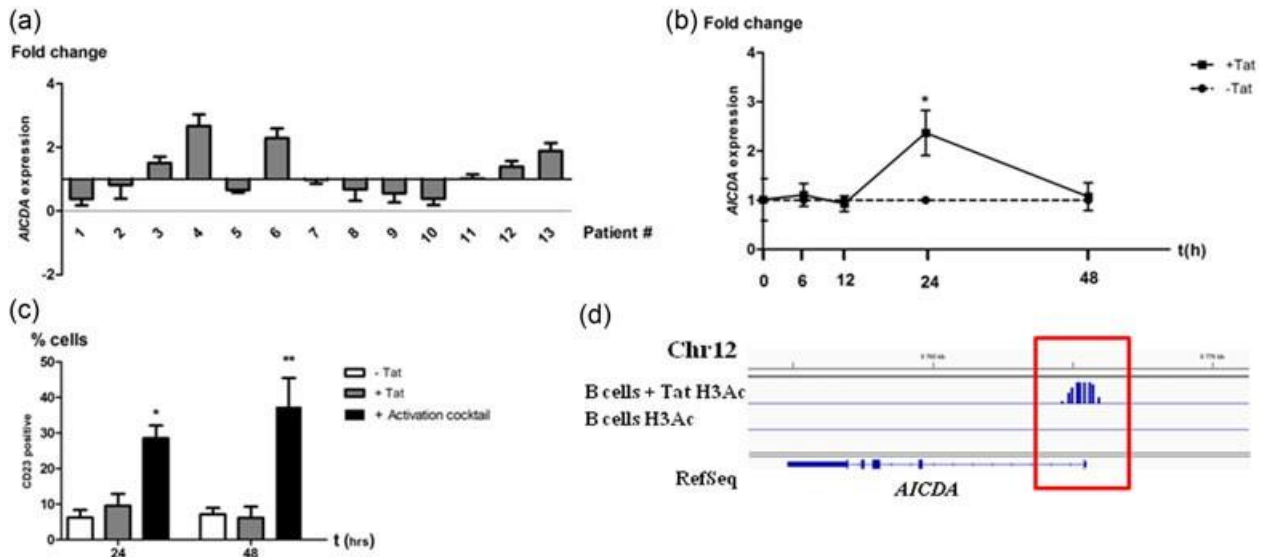 (a)
Fold change
AICDA expression
4
2
0
-2
1 2 3 4 5 6 7 8 9 10 11 12 13
Patient #
(b) Fold change
AICDA expression
4
3
2
1
0
*
+Tat
-Tat
0 6 12 24 48
t(h)
(c)
% cells
CD23 positive
50
40
30
20
10
0
*
**
- Tat
+ Tat
+ Activation cocktail
24 48
t (hrs)
(d)
Chr12
B cells + Tat H3Ac
B cells H3Ac
RefSeq
AICDA